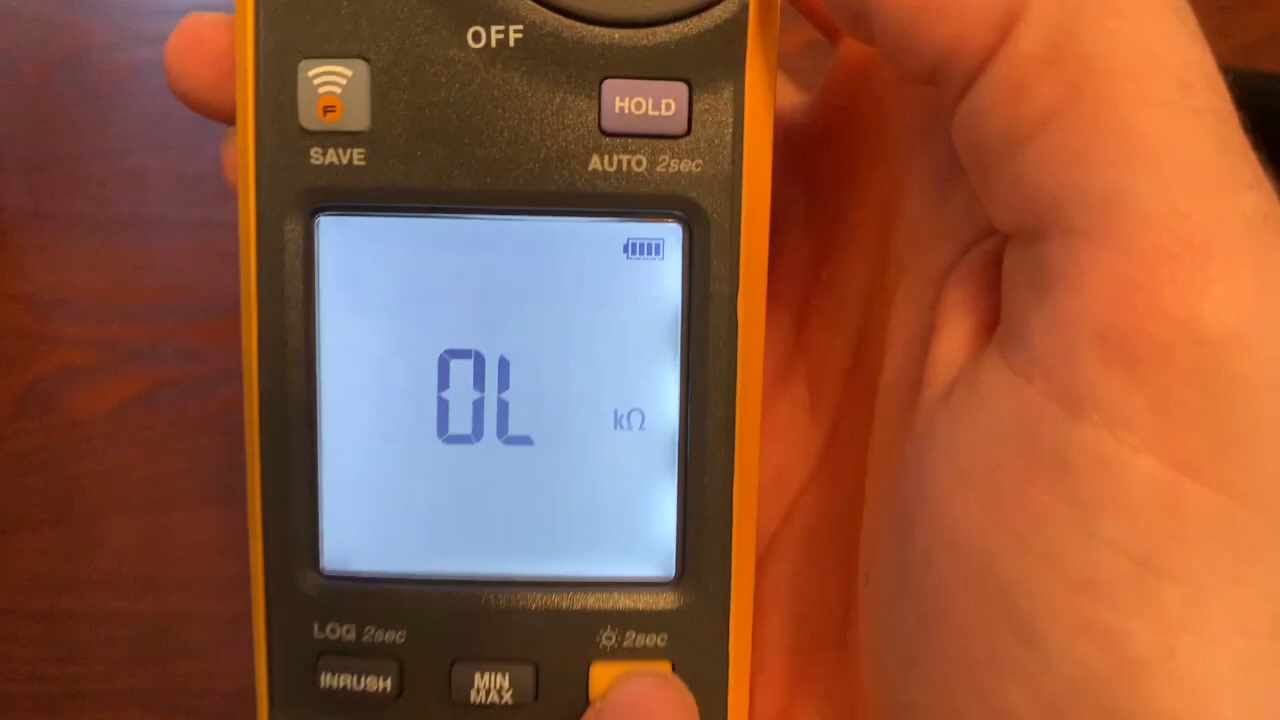 OFF
F
HOLD
SAVE
AUTO 2sec
OL
kΩ
LOG 2sec
2sec
INRUSH
MIN
MAX